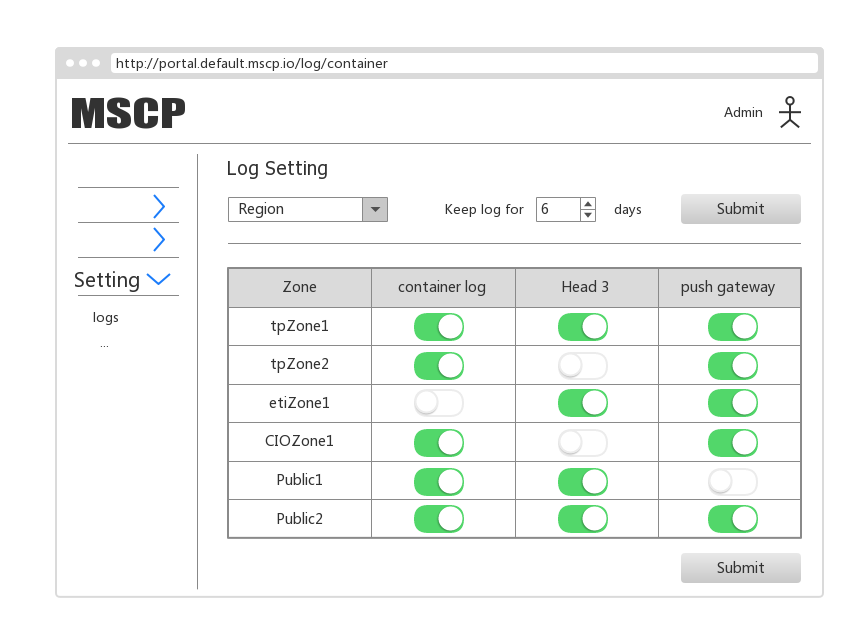 http://portal.default.mscp.io/log/container
MSCP
Admin
Log Setting
Region
Keep log for 6 days
Submit
Setting
logs
...
Zone container log Head 3 push gateway
tpZone1
tpZone2
etiZone1
CIOZone1
Public1
Public2
Submit